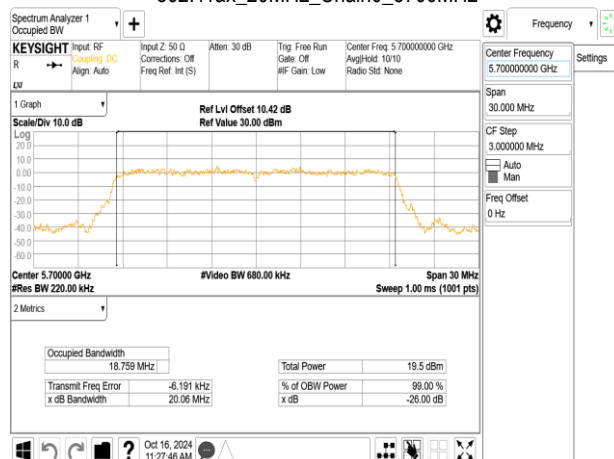 Spectrum Analyzer 1
Occupied BW
Frequency
KEYSIGHT
Input: RF
Coupling: DC
Align: Auto
Input Z: 50 Ω
Corrections: Off
Freq Ref: Int (S)
Atten: 30 dB
Trig: Free Run
Gate: Off
#IF Gain: Low
Center Freq: 5.700000000 GHz
Avg|Hold: 10/10
Radio Std: None
R
LXI
Center Frequency
5.700000000 GHz
Settings
Span
30.000 MHz
CF Step
3.000000 MHz
Auto
Man
Freq Offset
0 Hz
1 Graph
Scale/Div 10.0 dB
Ref Lvl Offset 10.42 dB
Ref Value 30.00 dBm
Log
20.0
10.0
0.00
-10.0
-20.0
-30.0
-40.0
-50.0
-60.0
Center 5.70000 GHz
#Video BW 680.00 kHz
Span 30 MHz
#Res BW 220.00 kHz
Sweep 1.00 ms (1001 pts)
2 Metrics
Occupied Bandwidth
18.759 MHz
Total Power 19.5 dBm
Transmit Freq Error -6.191 kHz
% of OBW Power 99.00 %
x dB Bandwidth 20.06 MHz
x dB -26.00 dB
Oct 16, 2024
11:27:46 AM